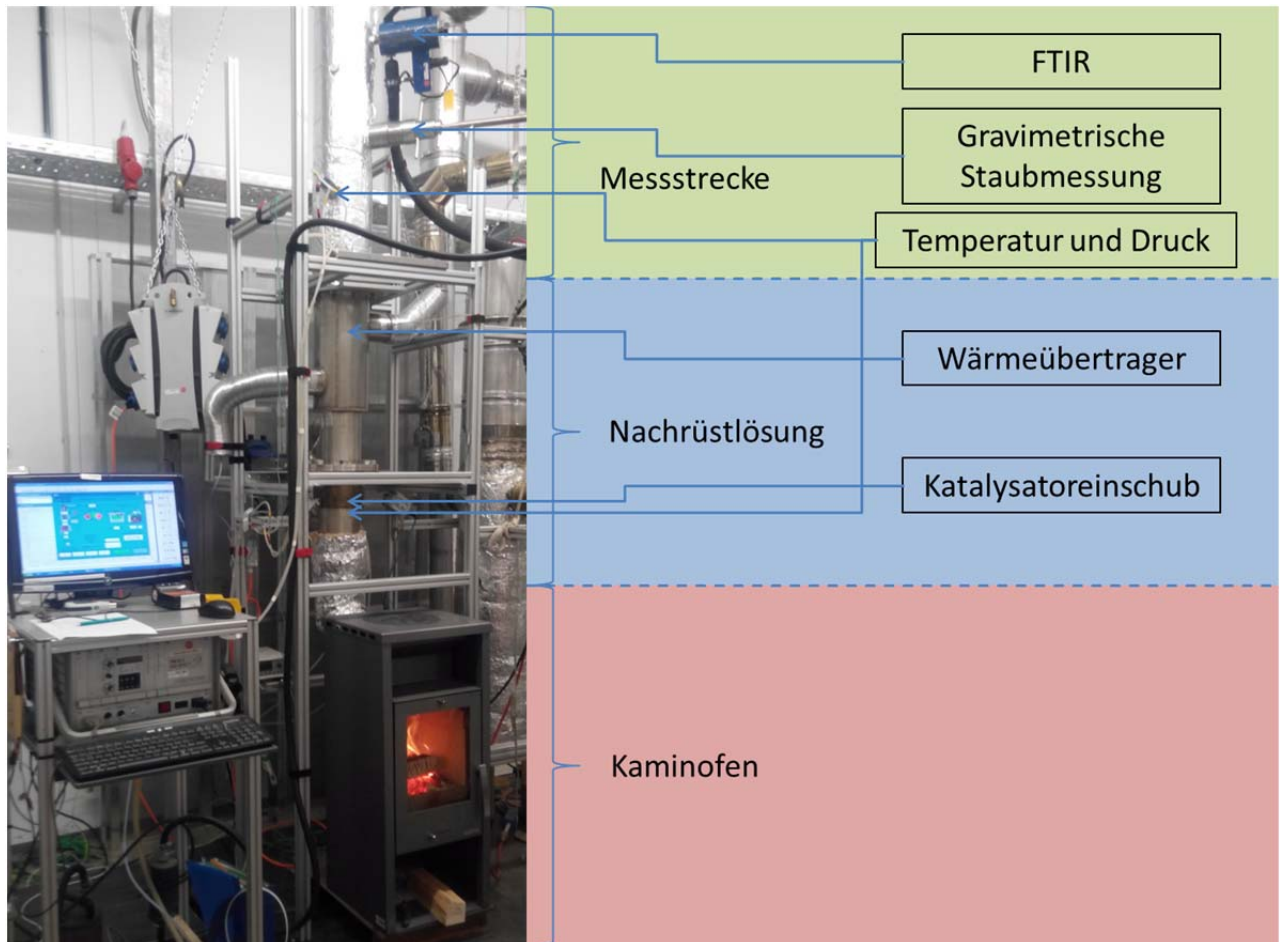 FTIR
Gravimetrische
Staubmessung
Messstrecke
Temperatur und Druck
Wärmeübertrager
Nachrüstlösung
Katalysatoreinschub
Kaminofen